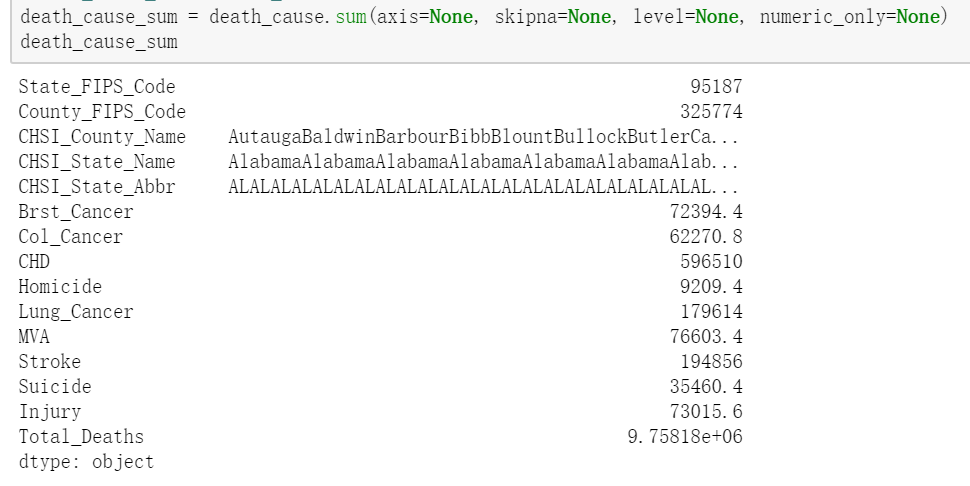 death_cause_sum = death_cause.sum(axis=None, skipna=None, level=None, numeric_only=None)
death_cause_sum
State_FIPS_Code 95187
County_FIPS_Code 325774
CHSI_County_Name AutaugaBaldwinBarbourBibbBlountBullockButlerCa...
CHSI_State_Name AlabamaAlabamaAlabamaAlabamaAlabamaAlabamaAlab...
CHSI_State_Abbr ALALALALALALALALALALALALALALALALALALALALALALAL...
Brst_Cancer 72394.4
Col_Cancer 62270.8
CHD 596510
Homicide 9209.4
Lung_Cancer 179614
MVA 76603.4
Stroke 194856
Suicide 35460.4
Injury 73015.6
Total_Deaths 9.75818e+06
dtype: object